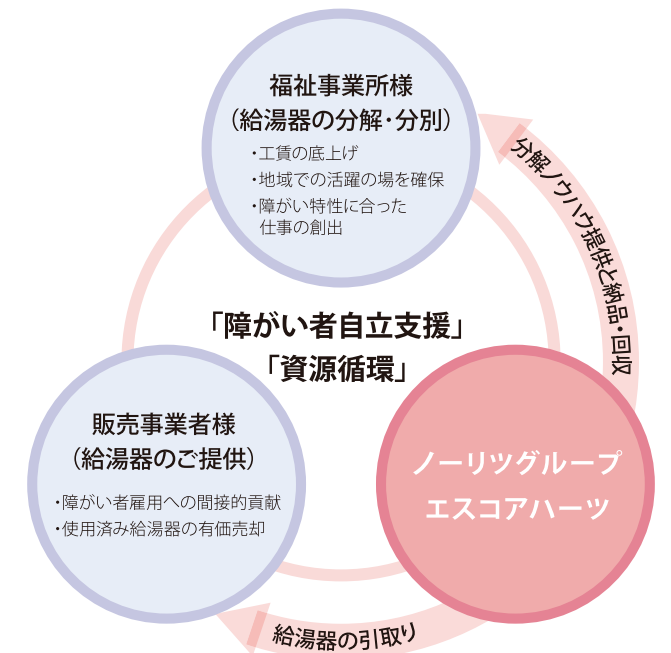 福祉事業所様
（給湯器の分解・分別）
・工賃の底上げ
・地域での活躍の場を確保
・障がい特性に合った
仕事の創出
分解ノウハウ提供と納品・回収
「障がい者自立支援」
「資源循環」
販売事業者様
（給湯器のご提供）
・障がい者雇用への間接的貢献
・使用済み給湯器の有価売却
ノーリツグループ
エスコアハーツ
給湯器の引取り